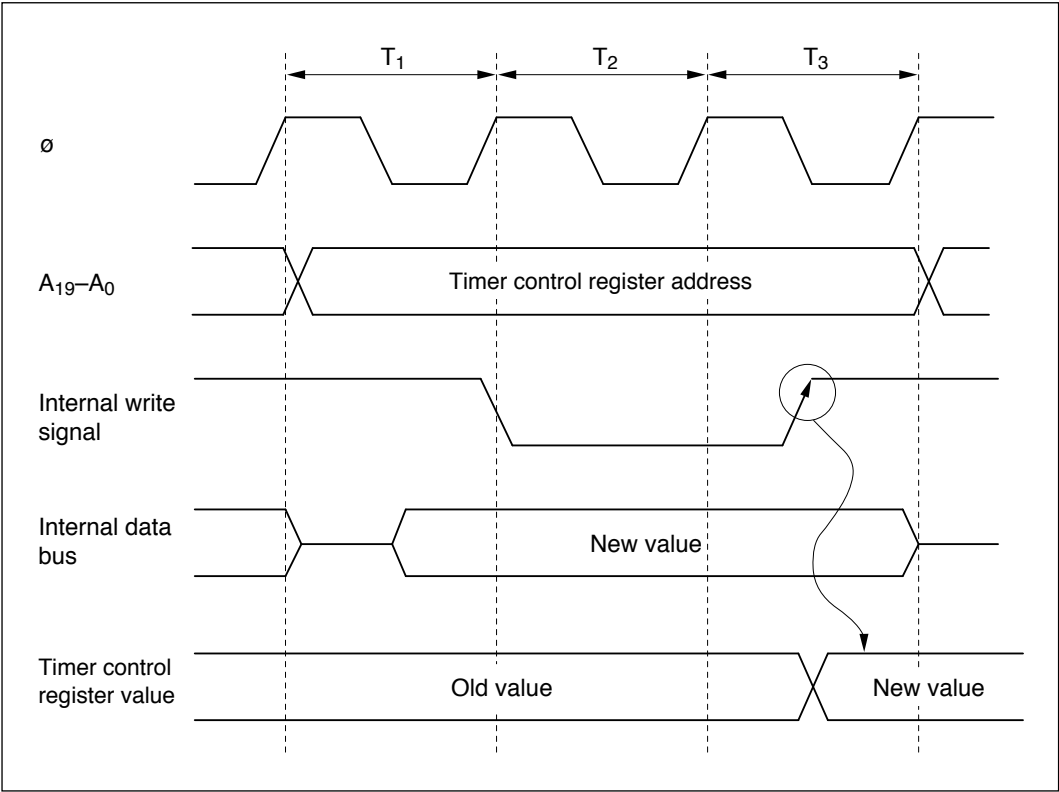 T1 T2 T3
ø
A19–A0
Timer control register address
Internal write
signal
Internal data
bus
New value
Timer control
register value
Old value
New value